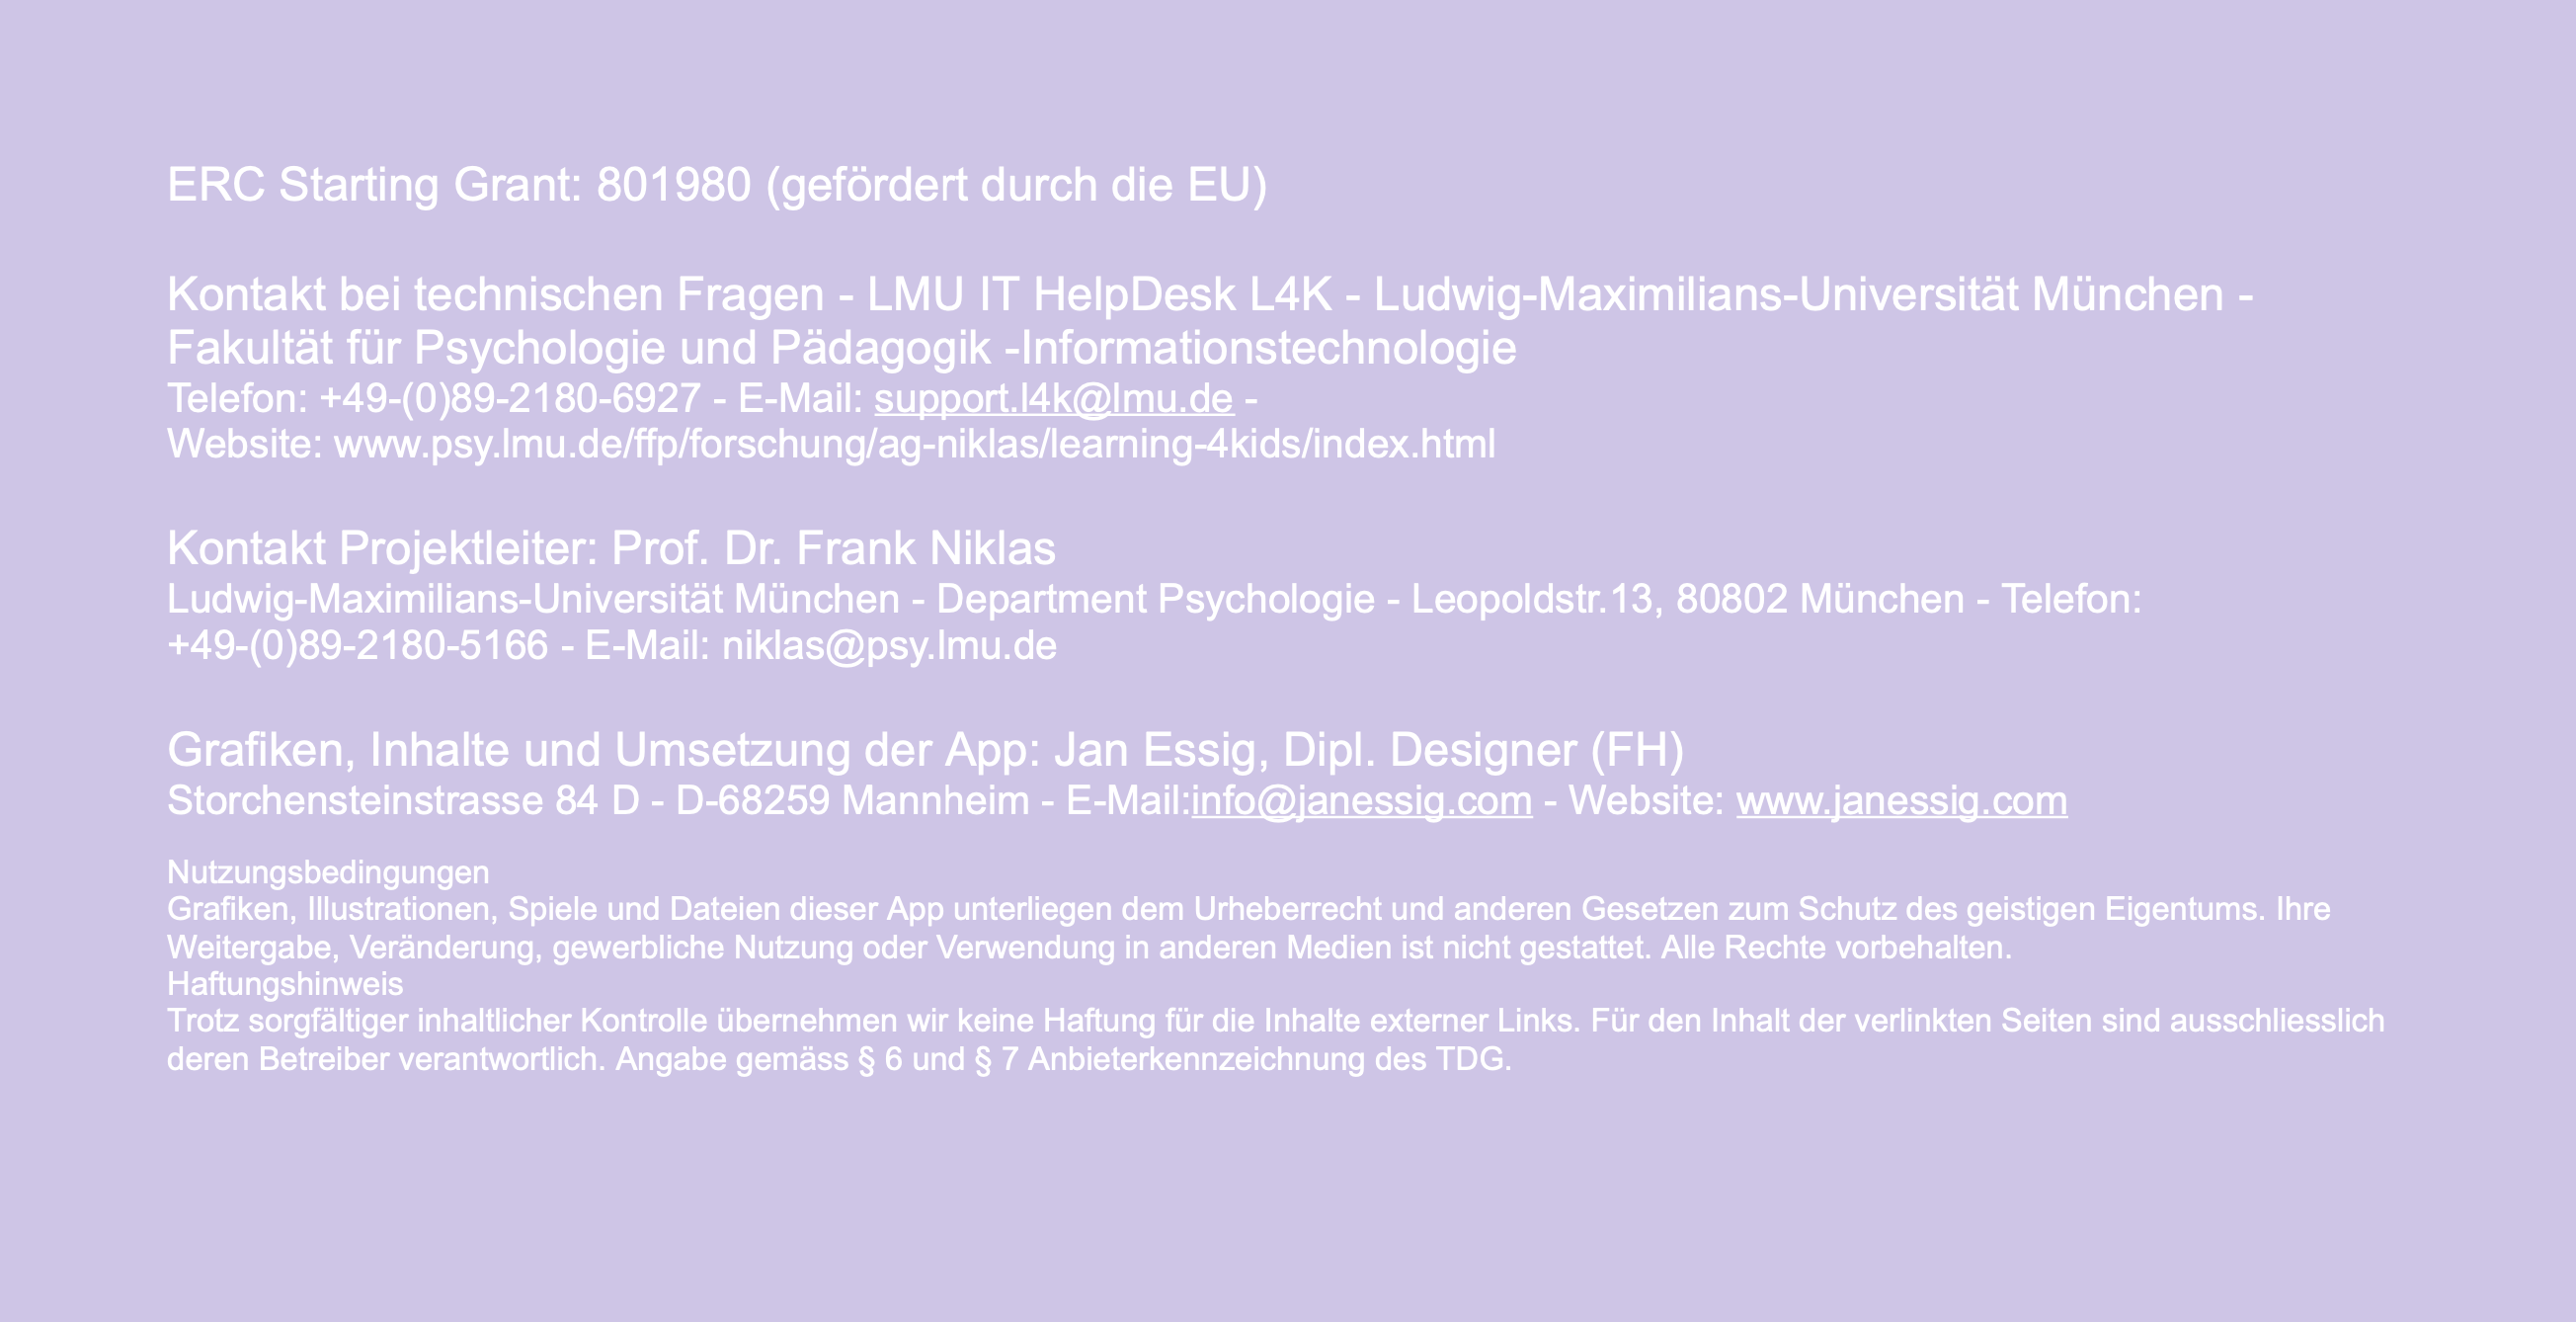 ERC Starting Grant: 801980 (gefördert durch die EU)
Kontakt bei technischen Fragen - LMU IT HelpDesk L4K - Ludwig-Maximilians-Universität München -
Fakultät für Psychologie und Pädagogik -Informationstechnologie
Telefon: +49-(0)89-2180-6927 - E-Mail: support.l4k@lmu.de -
Website: www.psy.lmu.de/ffp/forschung/ag-niklas/learning-4kids/index.html
Kontakt Projektleiter: Prof. Dr. Frank Niklas
Ludwig-Maximilians-Universität München - Department Psychologie - Leopoldstr.13, 80802 München - Telefon:
+49-(0)89-2180-5166 - E-Mail: niklas@psy.lmu.de
Grafiken, Inhalte und Umsetzung der App: Jan Essig, Dipl. Designer (FH)
Storchensteinstrasse 84 D - D-68259 Mannheim - E-Mail:info@janessig.com - Website: www.janessig.com
Nutzungsbedingungen
Grafiken, Illustrationen, Spiele und Dateien dieser App unterliegen dem Urheberrecht und anderen Gesetzen zum Schutz des geistigen Eigentums. Ihre
Weitergabe, Veränderung, gewerbliche Nutzung oder Verwendung in anderen Medien ist nicht gestattet. Alle Rechte vorbehalten.
Haftungshinweis
Trotz sorgfältiger inhaltlicher Kontrolle übernehmen wir keine Haftung für die Inhalte externer Links. Für den Inhalt der verlinkten Seiten sind ausschliesslich
deren Betreiber verantwortlich. Angabe gemäss § 6 und § 7 Anbieterkennzeichnung des TDG.